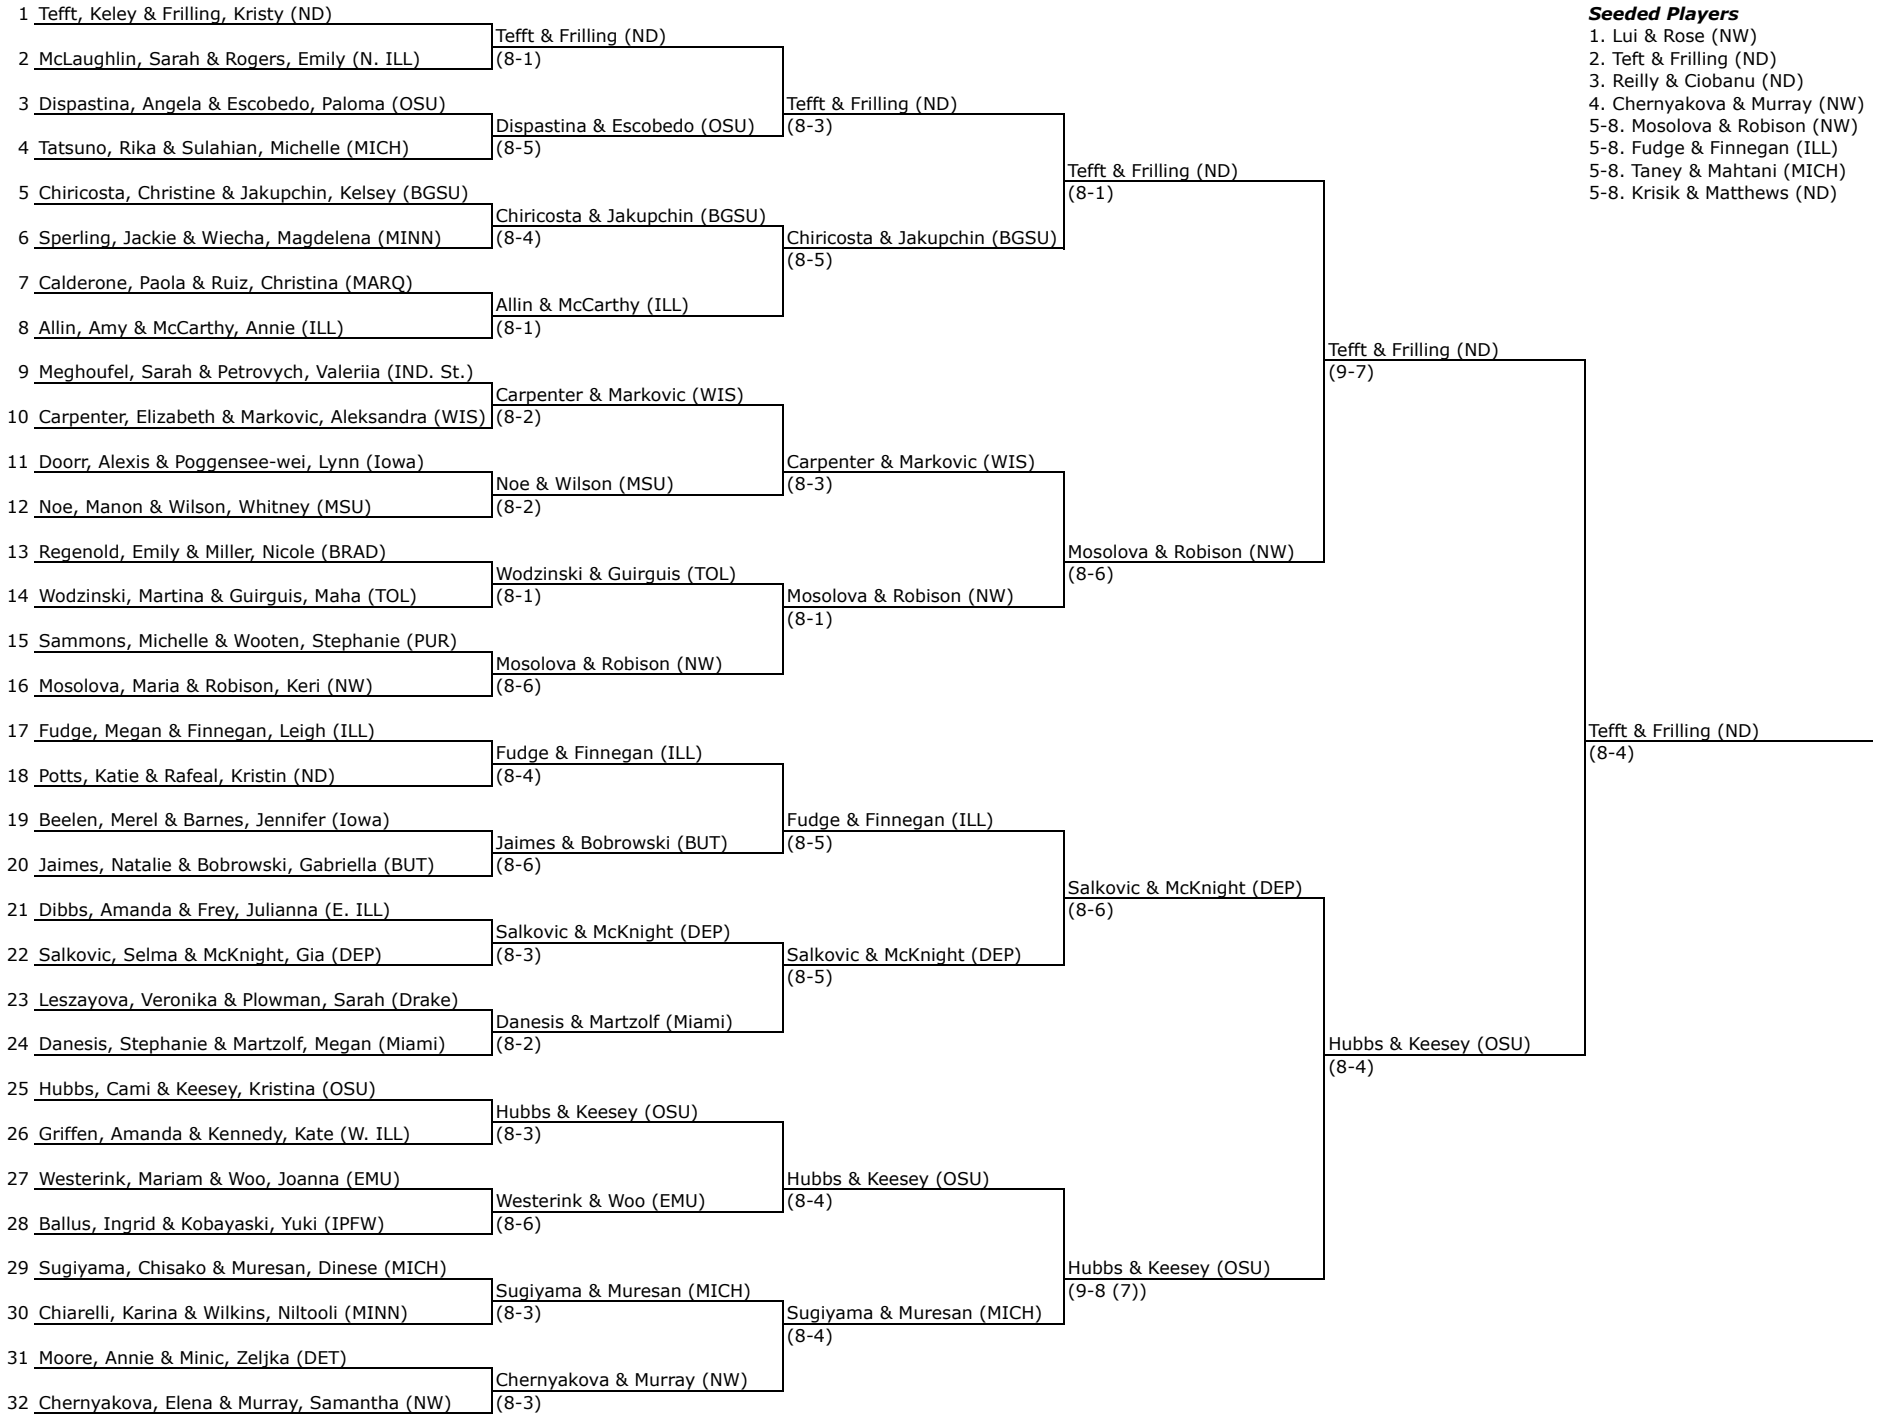 1 Tefft, Keley & Frilling, Kristy (ND)
2 McLaughlin, Sarah & Rogers, Emily (N. ILL)
3 Dispastina, Angela & Escobedo, Paloma (OSU)
4 Tatsuno, Rika & Sulahian, Michelle (MICH)
5 Chiricosta, Christine & Jakupchin, Kelsey (BGSU)
6 Sperling, Jackie & Wiecha, Magdelena (MINN)
7 Calderone, Paola & Ruiz, Christina (MARQ)
8 Allin, Amy & McCarthy, Annie (ILL)
9 Meghoufel, Sarah & Petrovych, Valeriia (IND. St.)
10 Carpenter, Elizabeth & Markovic, Aleksandra (WIS)
11 Doorr, Alexis & Poggensee-wei, Lynn (Iowa)
12 Noe, Manon & Wilson, Whitney (MSU)
13 Regenold, Emily & Miller, Nicole (BRAD)
14 Wodzinski, Martina & Guirguis, Maha (TOL)
15 Sammons, Michelle & Wooten, Stephanie (PUR)
16 Mosolova, Maria & Robison, Keri (NW)
17 Fudge, Megan & Finnegan, Leigh (ILL)
18 Potts, Katie & Rafeal, Kristin (ND)
19 Beelen, Merel & Barnes, Jennifer (Iowa)
20 Jaimes, Natalie & Bobrowski, Gabriella (BUT)
21 Dibbs, Amanda & Frey, Julianna (E. ILL)
22 Salkovic, Selma & McKnight, Gia (DEP)
23 Leszayova, Veronika & Plowman, Sarah (Drake)
24 Danesis, Stephanie & Martzolf, Megan (Miami)
25 Hubbs, Cami & Keesey, Kristina (OSU)
26 Griffen, Amanda & Kennedy, Kate (W. ILL)
27 Westerink, Mariam & Woo, Joanna (EMU)
28 Ballus, Ingrid & Kobayaski, Yuki (IPFW)
29 Sugiyama, Chisako & Muresan, Dinese (MICH)
30 Chiarelli, Karina & Wilkins, Niltooli (MINN)
31 Moore, Annie & Minic, Zeljka (DET)
32 Chernyakova, Elena & Murray, Samantha (NW)
Tefft & Frilling (ND)
(8-1)
Dispastina & Escobedo (OSU)
(8-5)
Chiricosta & Jakupchin (BGSU)
(8-4)
Allin & McCarthy (ILL)
(8-1)
Carpenter & Markovic (WIS)
(8-2)
Noe & Wilson (MSU)
(8-2)
Wodzinski & Guirguis (TOL)
(8-1)
Mosolova & Robison (NW)
(8-6)
Fudge & Finnegan (ILL)
(8-4)
Jaimes & Bobrowski (BUT)
(8-6)
Salkovic & McKnight (DEP)
(8-3)
Danesis & Martzolf (Miami)
(8-2)
Hubbs & Keesey (OSU)
(8-3)
Westerink & Woo (EMU)
(8-6)
Sugiyama & Muresan (MICH)
(8-3)
Chernyakova & Murray (NW)
(8-3)
Tefft & Frilling (ND)
(8-3)
Chiricosta & Jakupchin (BGSU)
(8-5)
Carpenter & Markovic (WIS)
(8-3)
Mosolova & Robison (NW)
(8-1)
Fudge & Finnegan (ILL)
(8-5)
Salkovic & McKnight (DEP)
(8-5)
Hubbs & Keesey (OSU)
(8-4)
Sugiyama & Muresan (MICH)
(8-4)
Tefft & Frilling (ND)
(8-1)
Mosolova & Robison (NW)
(8-6)
Salkovic & McKnight (DEP)
(8-6)
Hubbs & Keesey (OSU)
(9-8 (7))
Tefft & Frilling (ND)
(9-7)
Hubbs & Keesey (OSU)
(8-4)
Tefft & Frilling (ND)
(8-4)
Seeded Players
1. Lui & Rose (NW)
2. Teft & Frilling (ND)
3. Reilly & Ciobanu (ND)
4. Chernyakova & Murray (NW)
5-8. Mosolova & Robison (NW)
5-8. Fudge & Finnegan (ILL)
5-8. Taney & Mahtani (MICH)
5-8. Krisik & Matthews (ND)